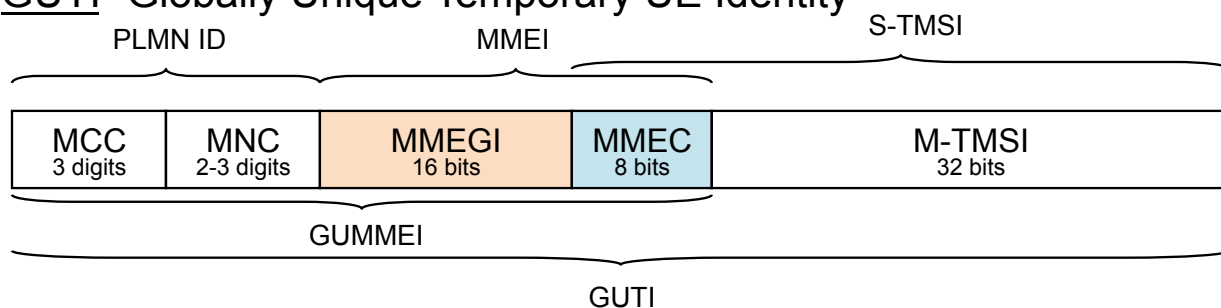 GUTI Globally Unique Temporary UE Identity
PLMN ID
MMEI
S-TMSI
MCC
3 digits
MNC
2-3 digits
MMEGI
16 bits
MMEC
8 bits
M-TMSI
32 bits
GUMMEI
GUTI